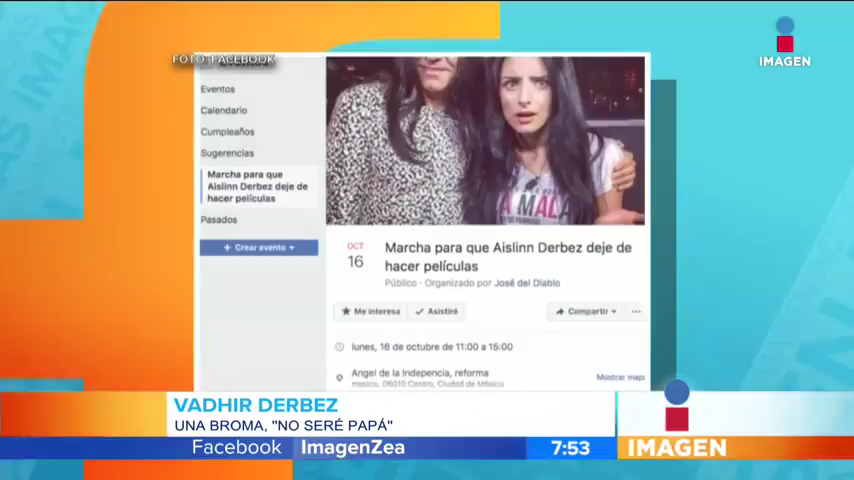 FOTO: FACEBOOK
IMAGEN
Eventos
Calendario
Cumpleaños
Sugerencias
Marcha para que
Aislinn Derbez deje de
hacer películas
Pasados
+ Crear evento
LA MALA
OCT
16
Marcha para que Aislinn Derbez deje de
hacer películas
Público · Organizado por José del Diablo
Me interesa
Asistiré
Compartir
lunes, 16 de octubre de 11:00 a 15:00
Angel de la Indepencia, reforma
mexico, 06010 Centro, Ciudad de México
Mostrar map
VADHIR DERBEZ
UNA BROMA, "NO SERÉ PAPÁ"
Facebook ImagenZea
7:53
IMAGEN